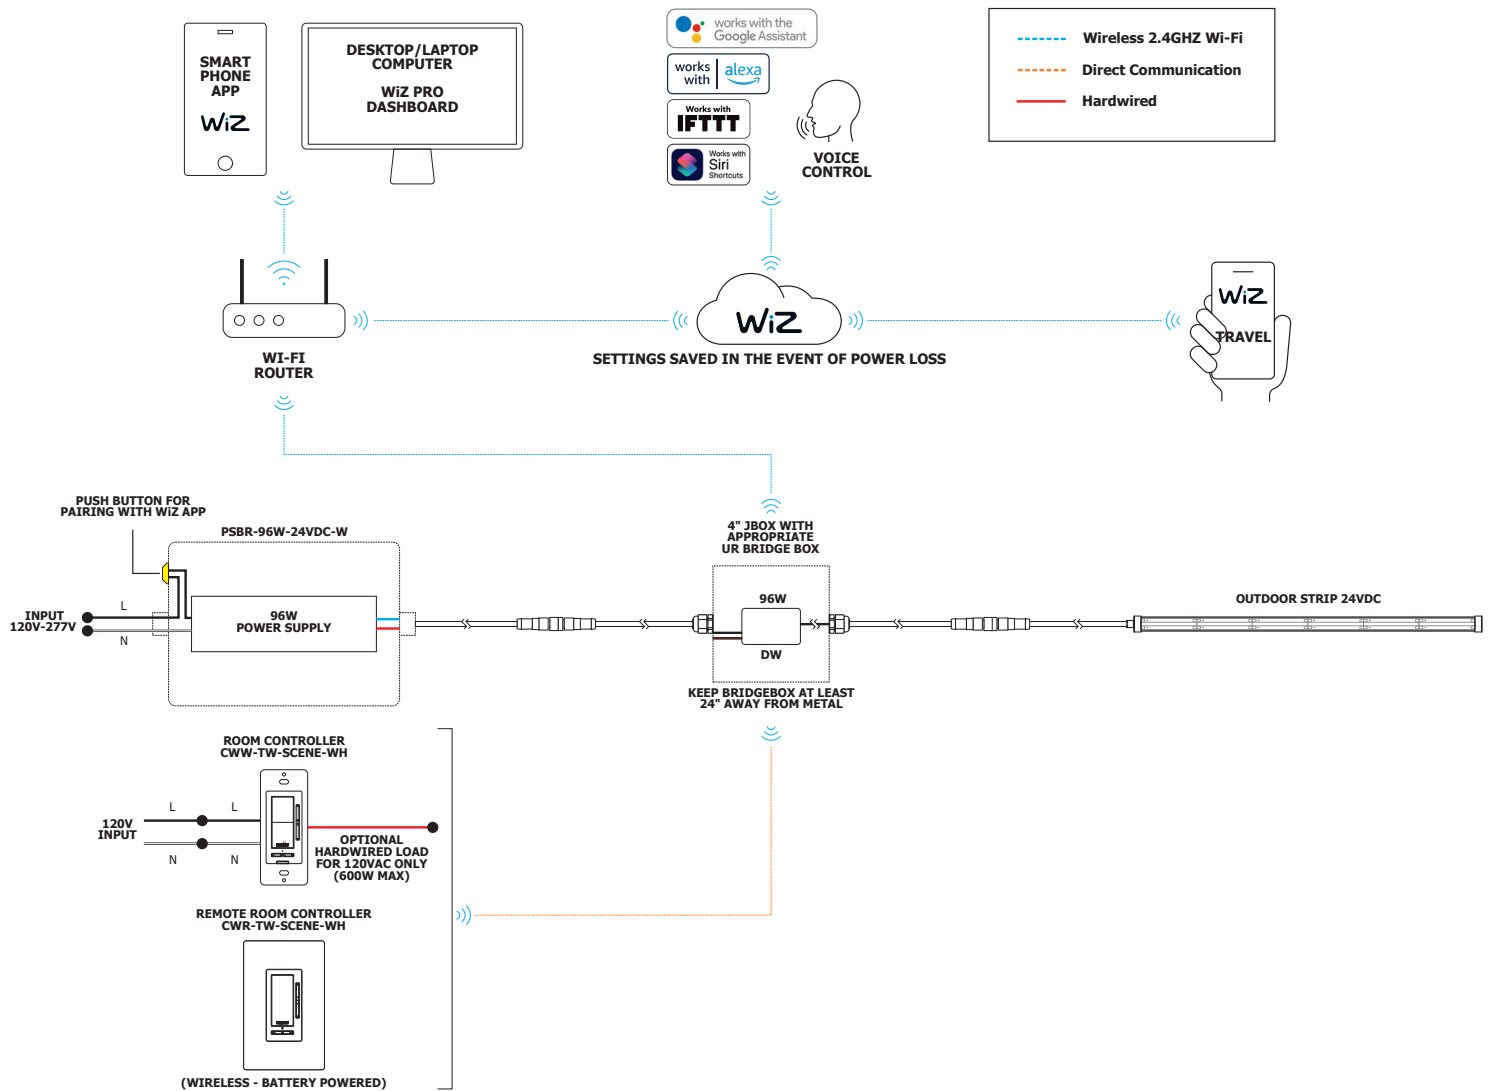 SMART
PHONE
APP
WiZ
DESKTOP/LAPTOP
COMPUTER
WiZ PRO
DASHBOARD
works with the
Google Assistant
works
with
alexa
Works with
IFTTT
Works with
Siri
Shortcuts
VOICE
CONTROL
Wireless 2.4GHZ Wi-Fi
Direct Communication
Hardwired
WI-FI
ROUTER
WiZ
SETTINGS SAVED IN THE EVENT OF POWER LOSS
WiZ
TRAVEL
PUSH BUTTON FOR
PAIRING WITH WiZ APP
PSBR-96W-24VDC-W
INPUT
120V-277V
L
N
96W
POWER SUPPLY
4" JBOX WITH
APPROPRIATE
UR BRIDGE BOX
96W
DW
KEEP BRIDGEBOX AT LEAST
24" AWAY FROM METAL
OUTDOOR STRIP 24VDC
ROOM CONTROLLER
CWW-TW-SCENE-WH
120V
INPUT
L
L
N
N
OPTIONAL
HARDWIRED LOAD
FOR 120VAC ONLY
(600W MAX)
REMOTE ROOM CONTROLLER
CWR-TW-SCENE-WH
(WIRELESS - BATTERY POWERED)